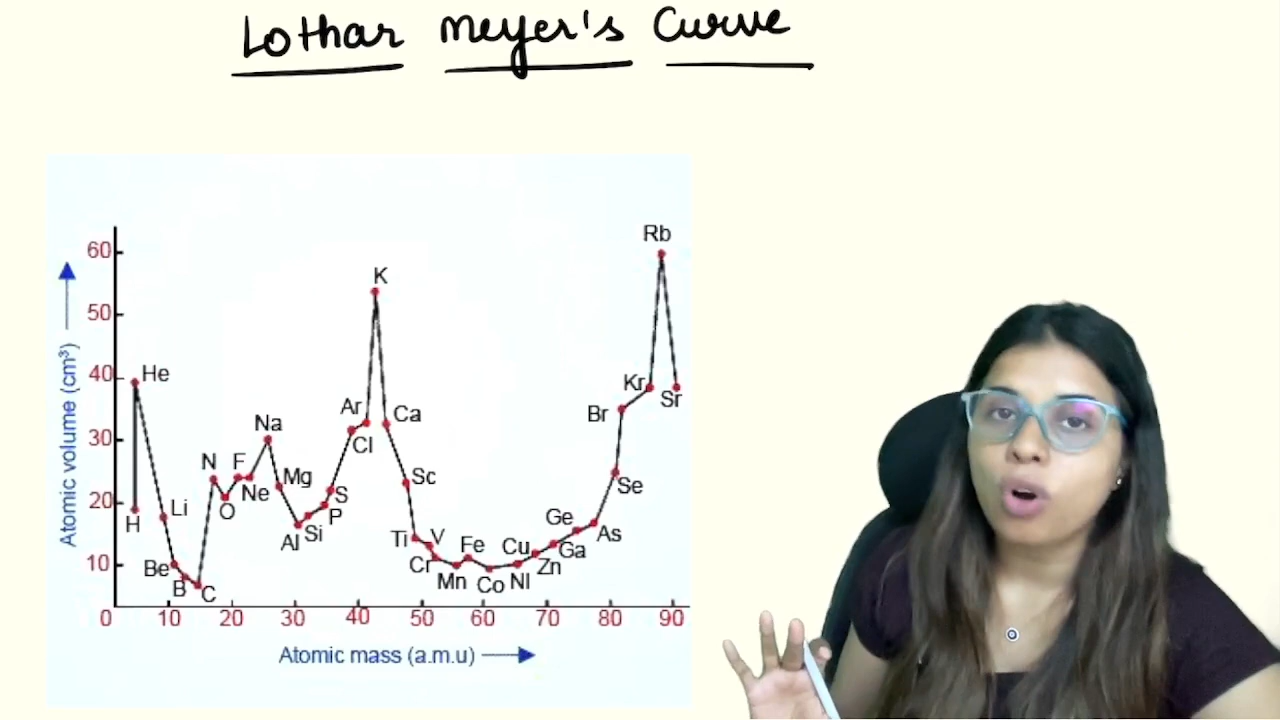 Lothar Meyer's Curve
Rb
60
K
50
He
40
Kr
Sr
Ar
Ca
Br
Cl
Na
30
N
F
Mg
Sc
Ne
S
Se
Li
20
H
O
P
Al
Si
Ti
V
Fe
Cu
Ge
As
10
Be
Cr
Mn
Co
NI
Zn
Ga
B
C
0 10 20 30 40 50 60 70 80 90
Atomic volume (cm³)
Atomic mass (a.m.u)